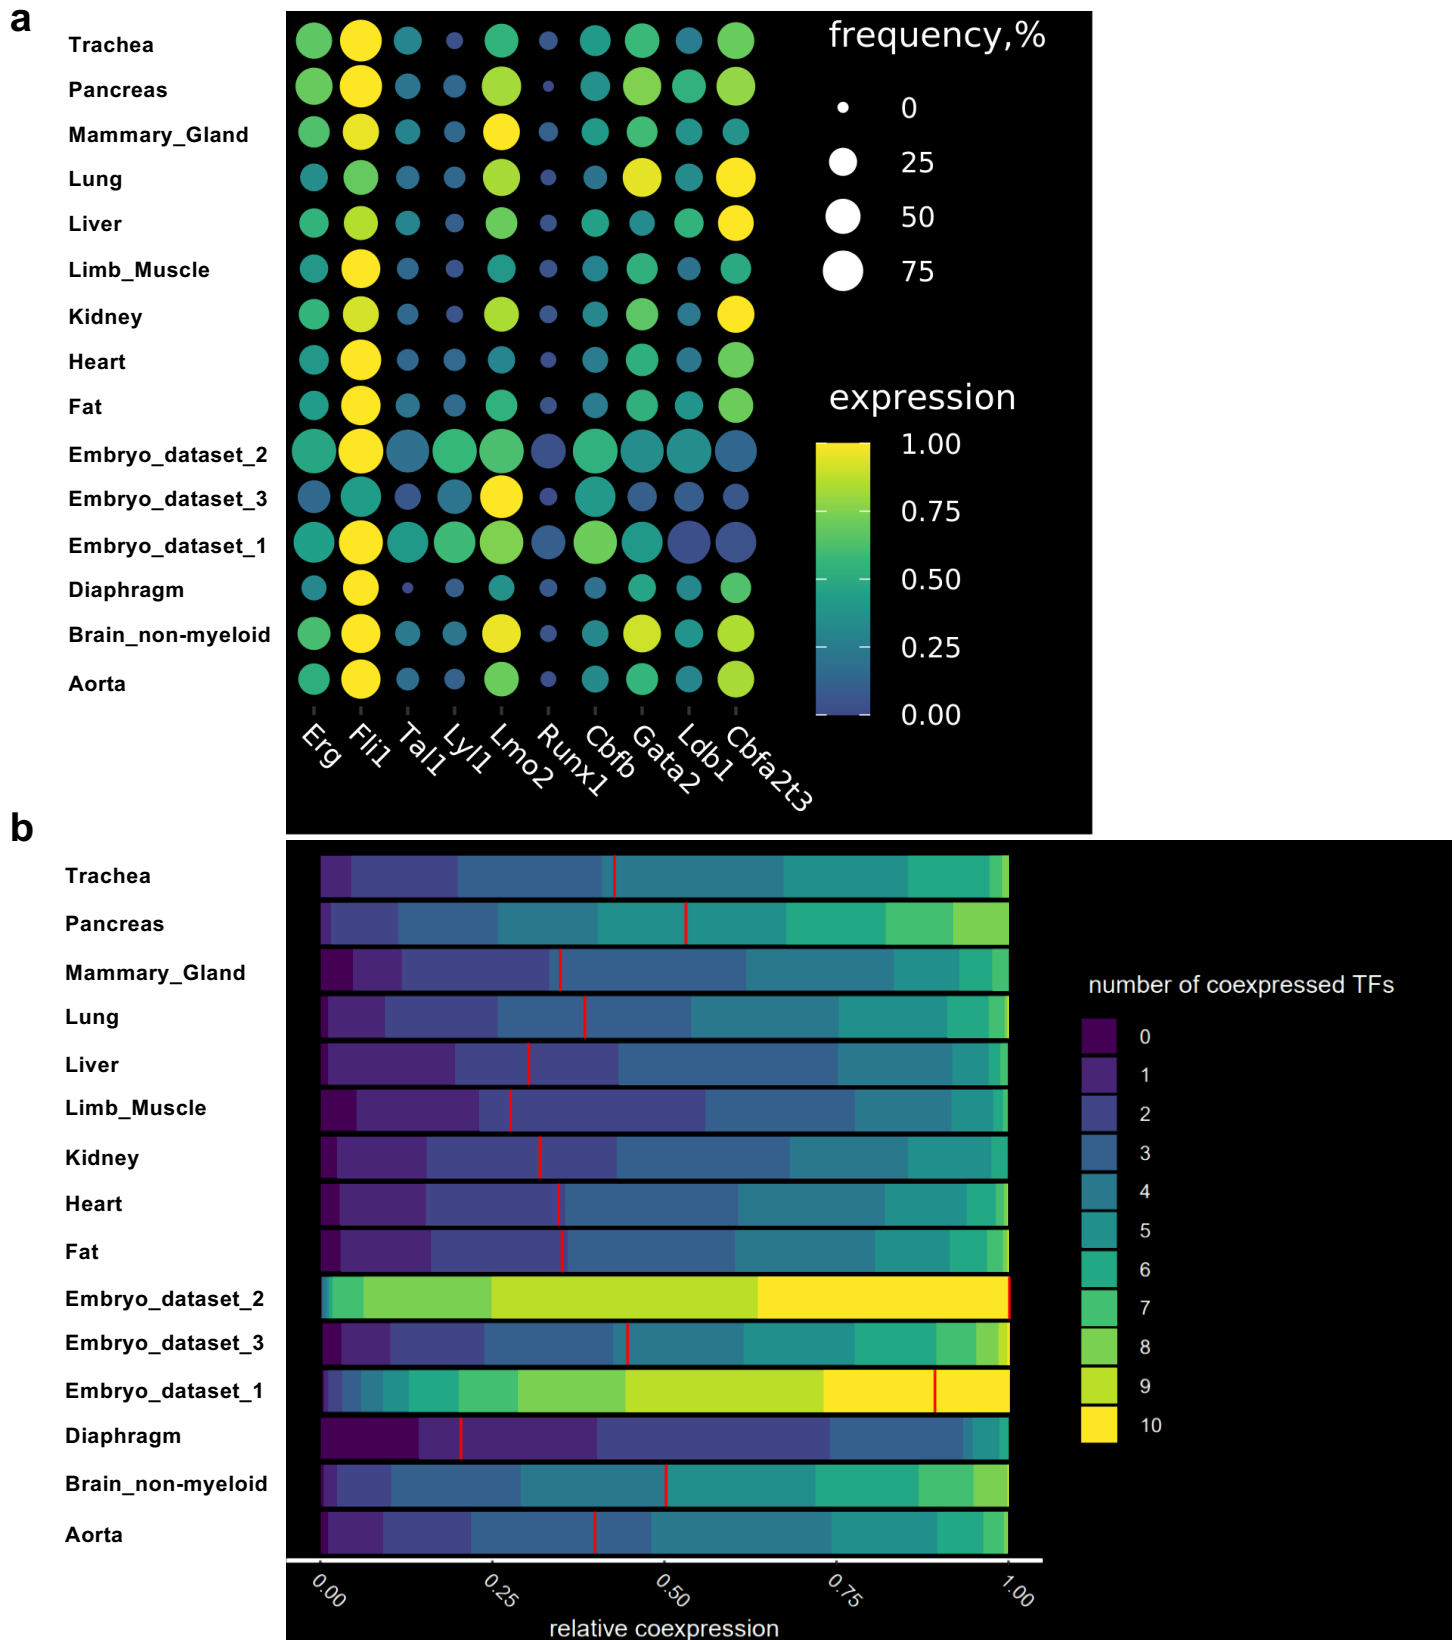 a
Trachea
Pancreas
Mammary_Gland
Lung
Liver
Limb_Muscle
Kidney
Heart
Fat
Embryo_dataset_2
Embryo_dataset_3
Embryo_dataset_1
Diaphragm
Brain_non-myeloid
Aorta
Erg
Fli1
Tal1
Lyl1
Lmo2
Runx1
Cbfb
Gata2
Ldb1
Cbfa2t3
frequency,%
0
25
50
75
expression
1.00
0.75
0.50
0.25
0.00
b
Trachea
Pancreas
Mammary_Gland
Lung
Liver
Limb_Muscle
Kidney
Heart
Fat
Embryo_dataset_2
Embryo_dataset_3
Embryo_dataset_1
Diaphragm
Brain_non-myeloid
Aorta
0.00
0.25
0.50
0.75
1.00
relative coexpression
number of coexpressed TFs
0
1
2
3
4
5
6
7
8
9
10